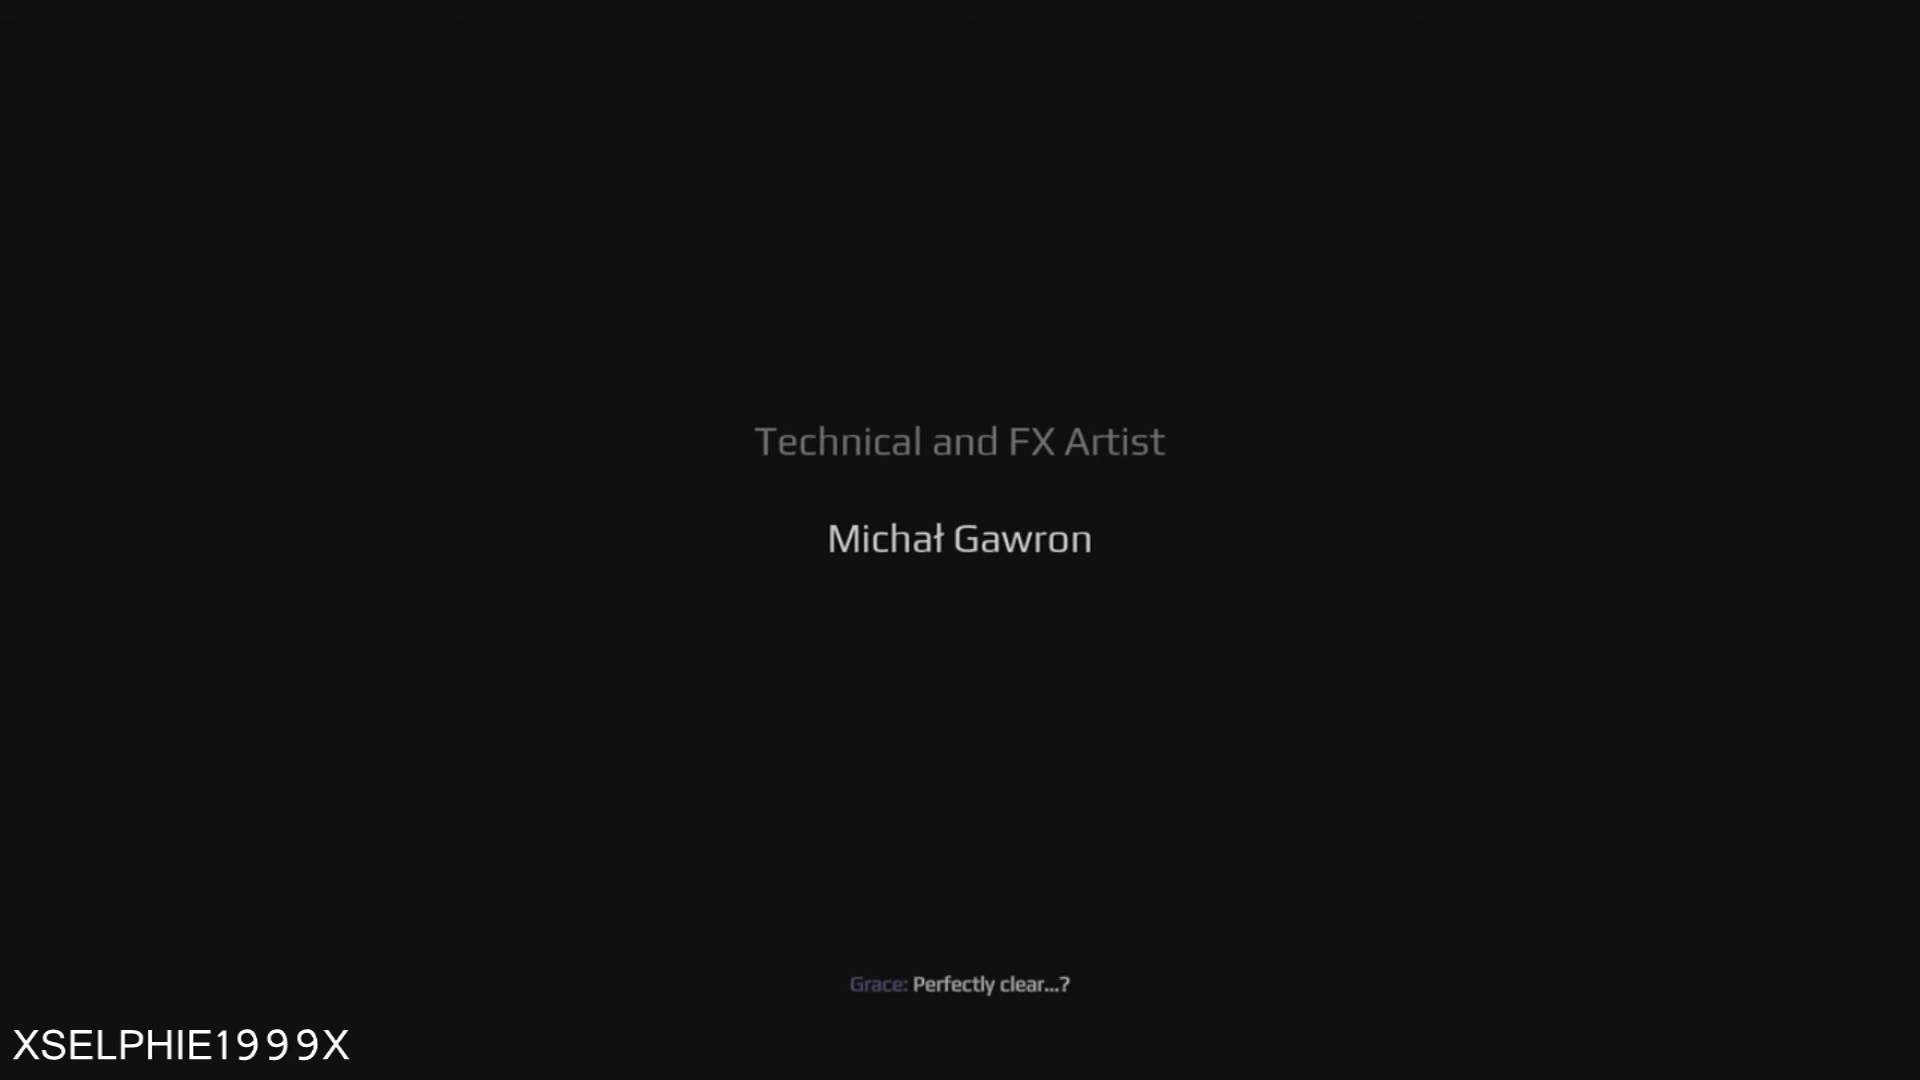 Technical and FX Artist
Michał Gawron
Grace: Perfectly clear...?
XSELPHIE1999X